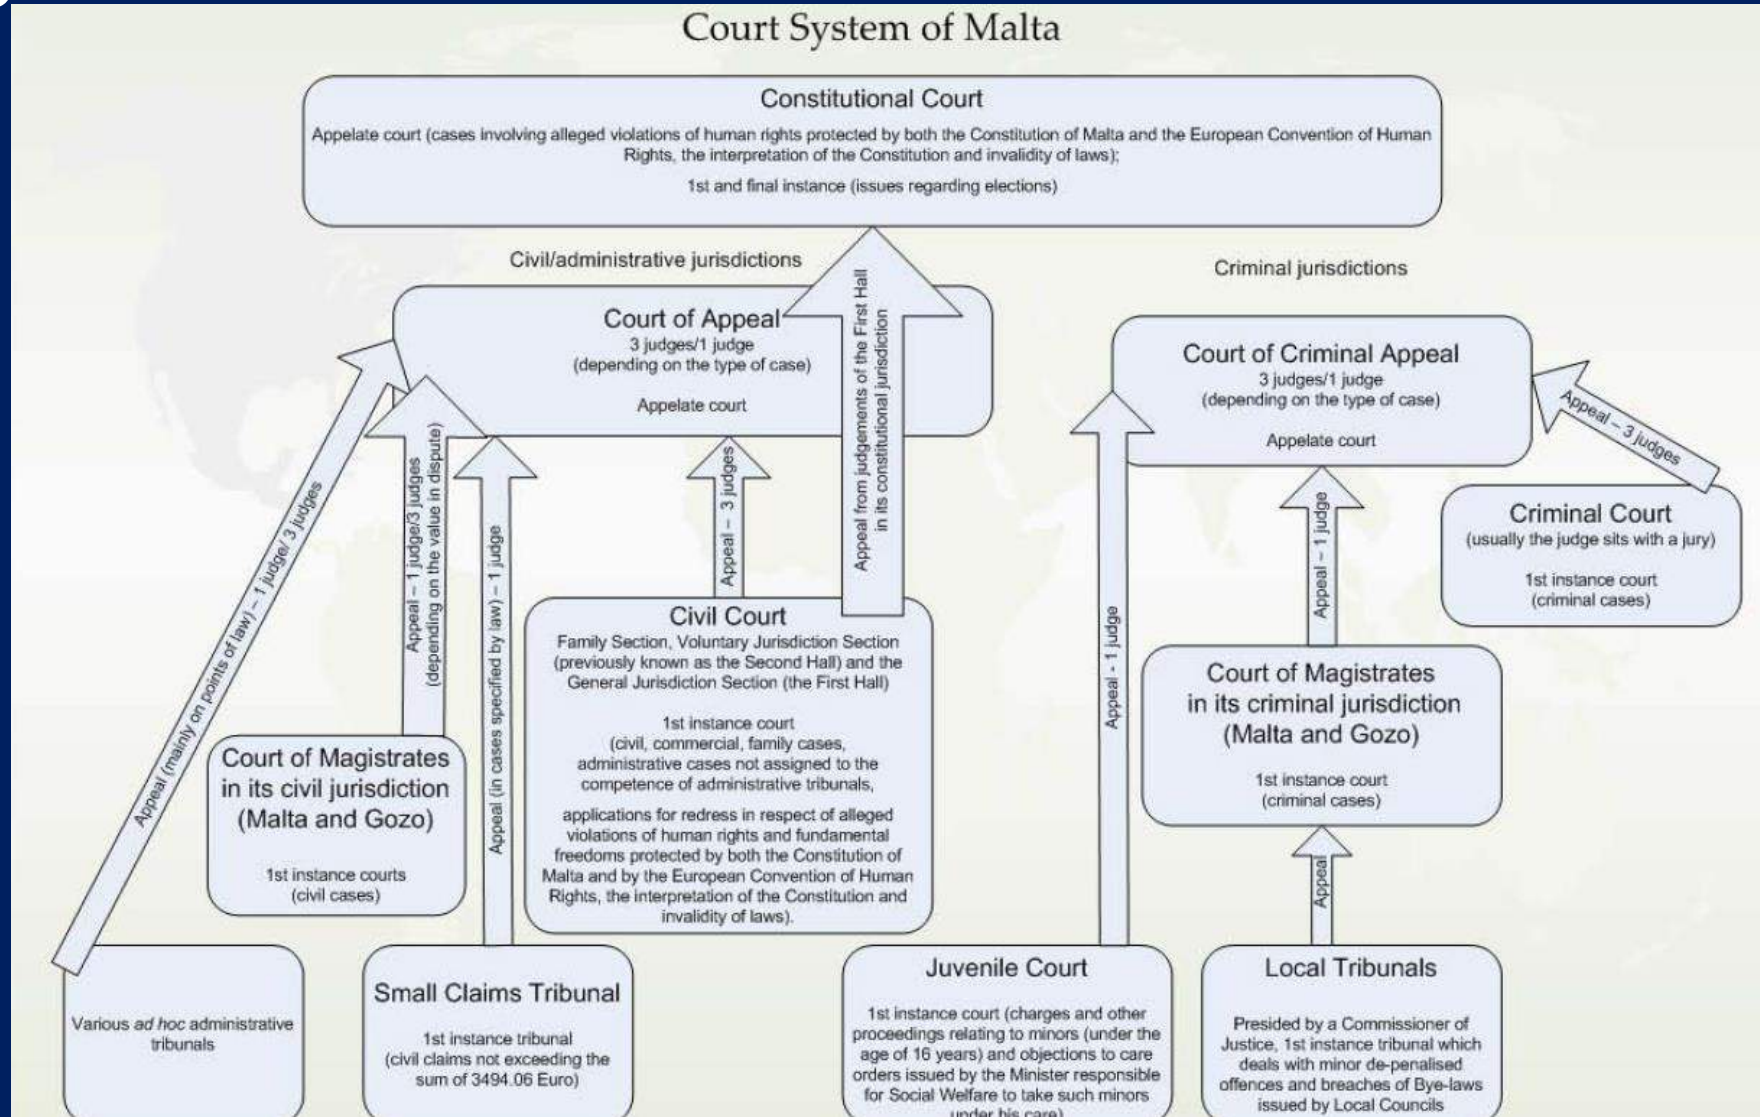 Court System of Malta
Constitutional Court
Appelate court (cases involving alleged violations of human rights protected by both the Constitution of Malta and the European Convention of Human
Rights, the interpretation of the Constitution and invalidity of laws);
1st and final instance (issues regarding elections)
Civil/administrative jurisdictions
Criminal jurisdictions
Court of Appeal
3 judges/1 judge
(depending on the type of case)
Appelate court
Appeal from judgements of the First Hall
in its constitutional jurisdiction
Court of Criminal Appeal
3 judges/1 judge
(depending on the type of case)
Appelate court
Appeal – 3 judges
Criminal Court
(usually the judge sits with a jury)
1st instance court
(criminal cases)
Appeal (mainly on points of law) – 1 judge/ 3 judges
Appeal – 1 judge/3 judges
(depending on the value in dispute)
Appeal (in cases specified by law) – 1 judge
Appeal – 3 judges
Appeal - 1 judge
Appeal – 1 judge
Civil Court
Family Section, Voluntary Jurisdiction Section
(previously known as the Second Hall) and the
General Jurisdiction Section (the First Hall)
1st instance court
(civil, commercial, family cases,
administrative cases not assigned to the
competence of administrative tribunals,
applications for redress in respect of alleged
violations of human rights and fundamental
freedoms protected by both the Constitution of
Malta and by the European Convention of Human
Rights, the interpretation of the Constitution and
invalidity of laws).
Court of Magistrates
in its criminal jurisdiction
(Malta and Gozo)
1st instance court
(criminal cases)
Court of Magistrates
in its civil jurisdiction
(Malta and Gozo)
1st instance courts
(civil cases)
Appeal
Various ad hoc administrative
tribunals
Small Claims Tribunal
1st instance tribunal
(civil claims not exceeding the
sum of 3494.06 Euro)
Juvenile Court
1st instance court (charges and other
proceedings relating to minors (under the
age of 16 years) and objections to care
orders issued by the Minister responsible
for Social Welfare to take such minors
under his care)
Local Tribunals
Presided by a Commissioner of
Justice, 1st instance tribunal which
deals with minor de-penalised
offences and breaches of Bye-laws
issued by Local Councils